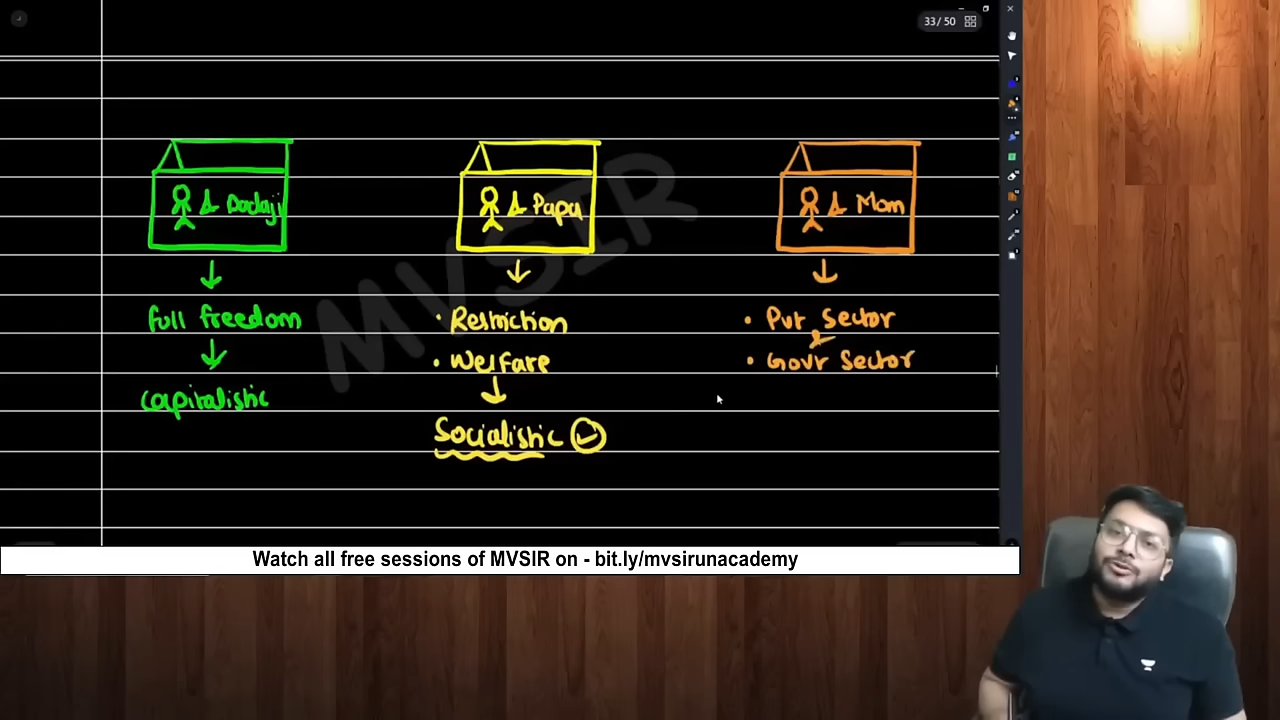 33/50
Dadaji
Papa
Mom
full freedom
capitalistic
• Restriction
• Welfare
Socialistic
• Pvt Sector
&
• Govt Sector
MVSIR
Watch all free sessions of MVSIR on - bit.ly/mvsirunacademy